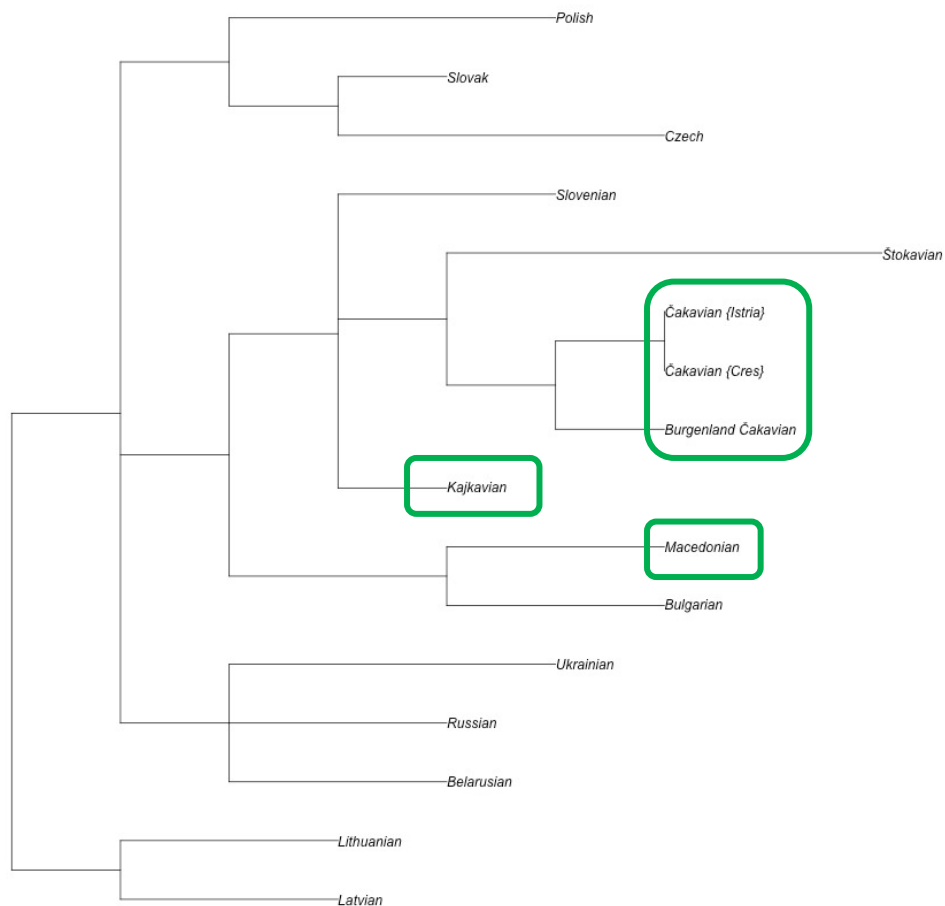 Polish
Slovak
Czech
Slovenian
Štokavian
Čakavian {Istria}
Čakavian {Cres}
Burgenland Čakavian
Kajkavian
Macedonian
Bulgarian
Ukrainian
Russian
Belarusian
Lithuanian
Latvian